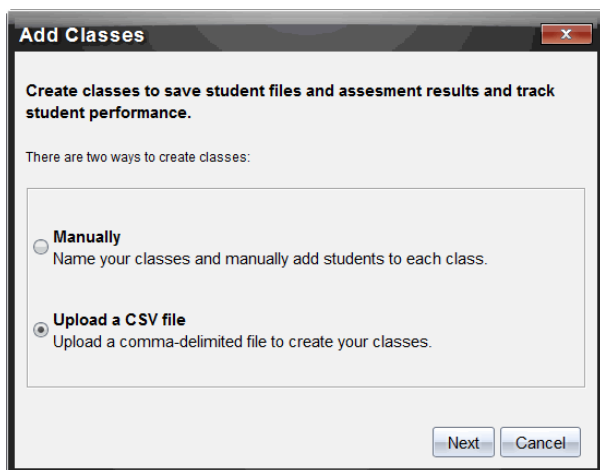 Add Classes
x
Create classes to save student files and assesment results and track
student performance.
There are two ways to create classes:
Manually
Name your classes and manually add students to each class.
Upload a CSV file
Upload a comma-delimited file to create your classes.
Next Cancel